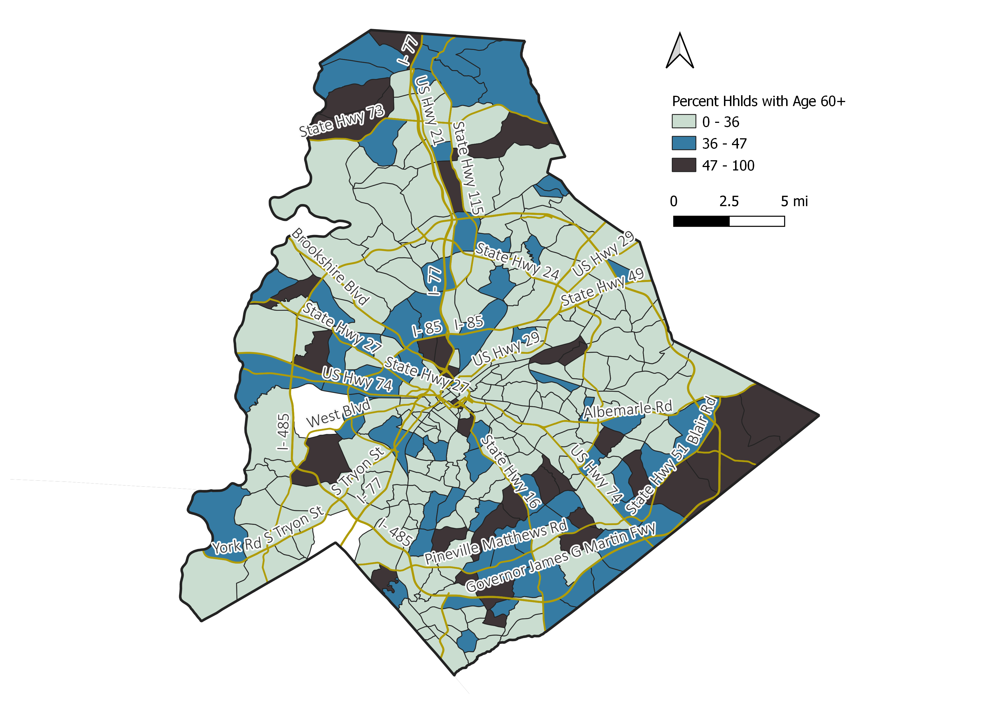 I- 77
US Hwy 21
State Hwy 73
State Hwy 115
Percent Hhlds with Age 60+
0 - 36
36 - 47
47 - 100
0 2.5 5 mi
Brookshire Blvd
I- 77
State Hwy 24
US Hwy 29
State Hwy 49
State Hwy 27
I- 85
I- 85
US Hwy 29
State Hwy 27
US Hwy 74
West Blvd
I- 485
Albemarle Rd
Blair Rd
State Hwy 51
State Hwy 16
US Hwy 74
S Tryon St
I- 77
York Rd
S Tryon St
I- 485
Pineville Matthews Rd
Governor James G Martin Fwy